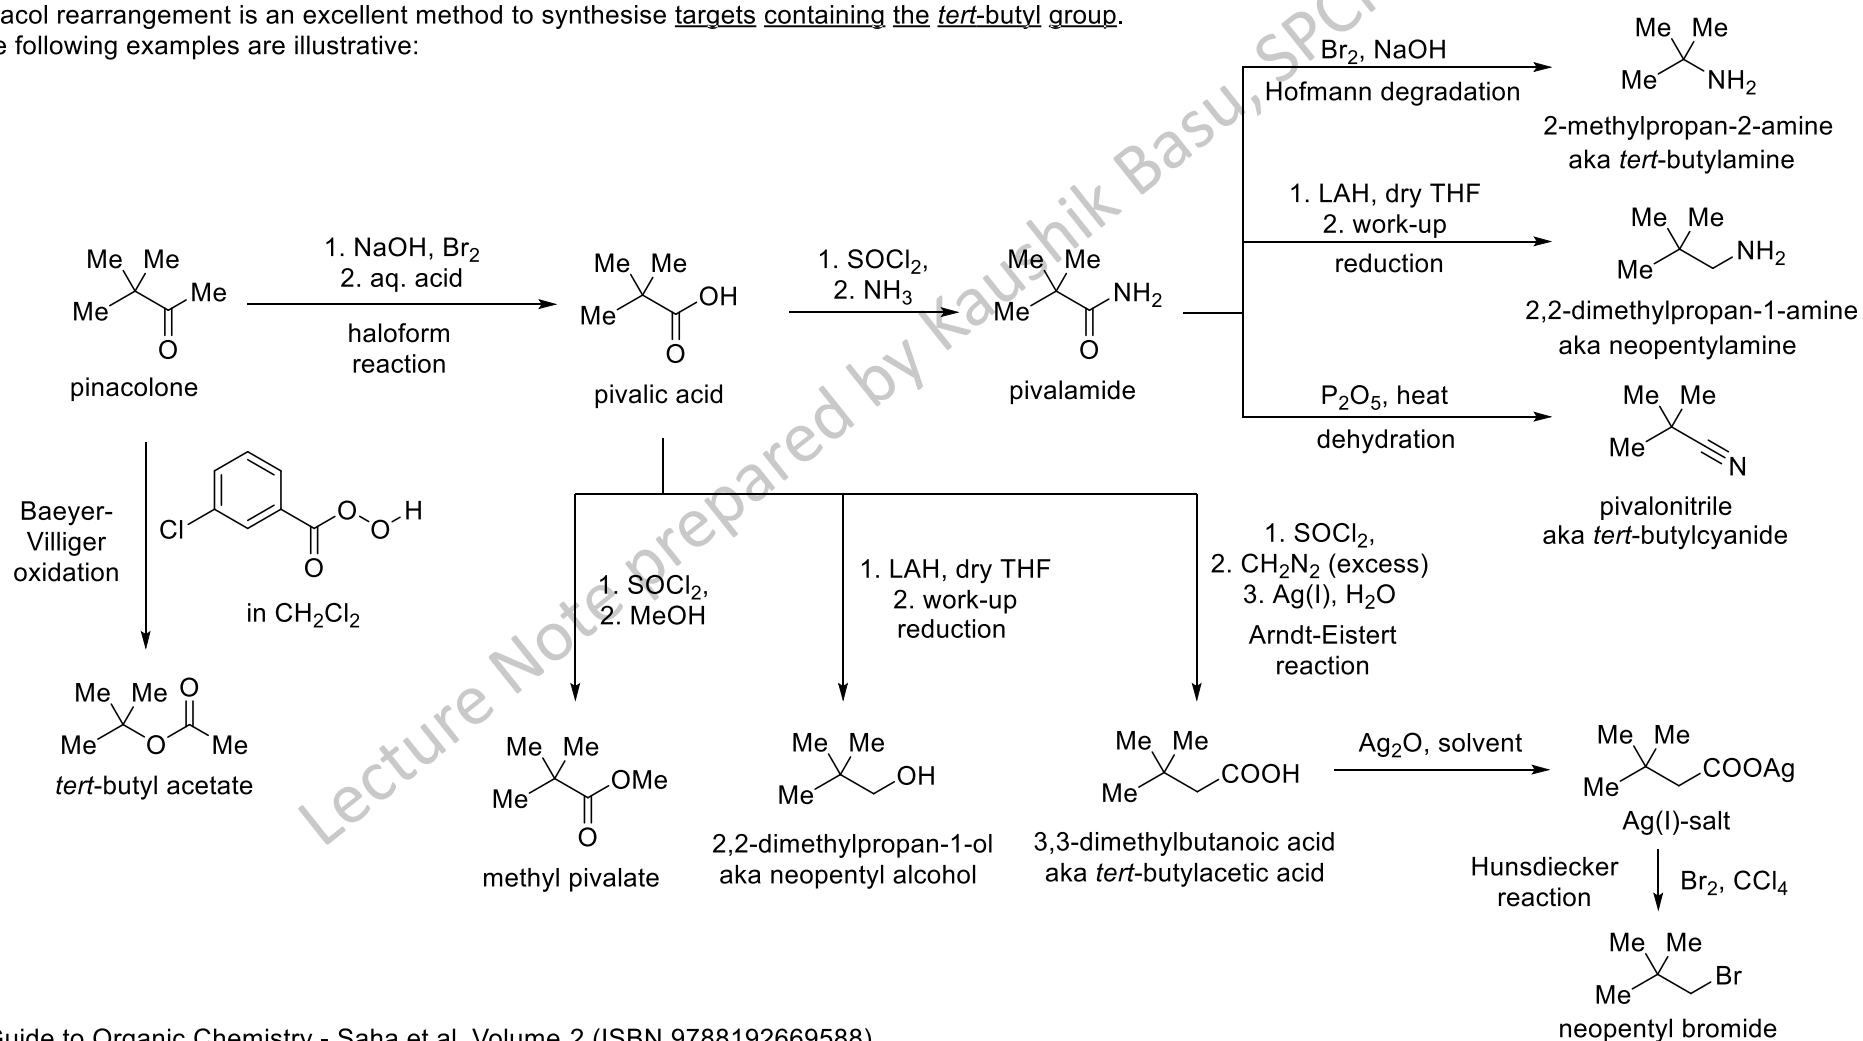 acol rearrangement is an excellent method to synthesise targets containing the tert-butyl group.
e following examples are illustrative:
Br2, NaOH
Hofmann degradation
Me Me
Me
NH2
2-methylpropan-2-amine
aka tert-butylamine
1. LAH, dry THF
2. work-up
reduction
Me Me
Me
NH2
2,2-dimethylpropan-1-amine
aka neopentylamine
P2O5, heat
dehydration
Me Me
Me
N
pivalonitrile
aka tert-butylcyanide
Me Me
Me
Me
O
pinacolone
1. NaOH, Br2
2. aq. acid
haloform
reaction
Me Me
Me
OH
O
pivalic acid
1. SOCl2,
2. NH3
Me Me
Me
NH2
O
pivalamide
Baeyer-
Villiger
oxidation
Cl
O
O
H
O
in CH2Cl2
Me Me O
Me
O
Me
tert-butyl acetate
1. SOCl2,
2. MeOH
Me Me
Me
OMe
O
methyl pivalate
1. LAH, dry THF
2. work-up
reduction
Me Me
Me
OH
2,2-dimethylpropan-1-ol
aka neopentyl alcohol
1. SOCl2,
2. CH2N2 (excess)
3. Ag(I), H2O
Arndt-Eistert
reaction
Me Me
Me
COOH
3,3-dimethylbutanoic acid
aka tert-butylacetic acid
Ag2O, solvent
Me Me
Me
COOAg
Ag(I)-salt
Hunsdiecker
reaction
Br2, CCl4
Me Me
Me
Br
neopentyl bromide
Lecture Note prepared by Kaushik Basu, SPCM
Guide to Organic Chemistry - Saha et al. Volume 2 (ISBN 9788192669588)